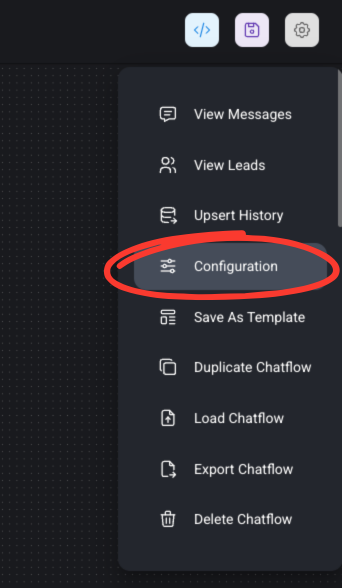 View Messages
View Leads
Upsert History
Configuration
Save As Template
Duplicate Chatflow
Load Chatflow
Export Chatflow
Delete Chatflow